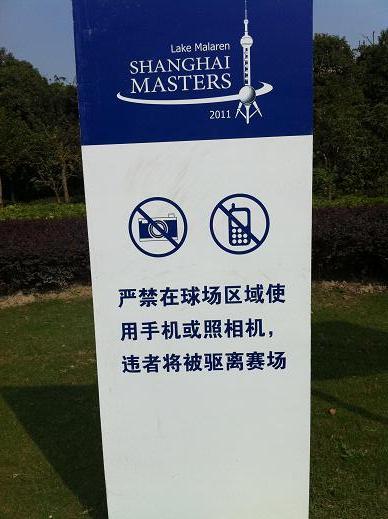 Lake Malaren
SHANGHAI
MASTERS
2011
严禁在球场区域使
用手机或照相机，
违者将被驱离赛场